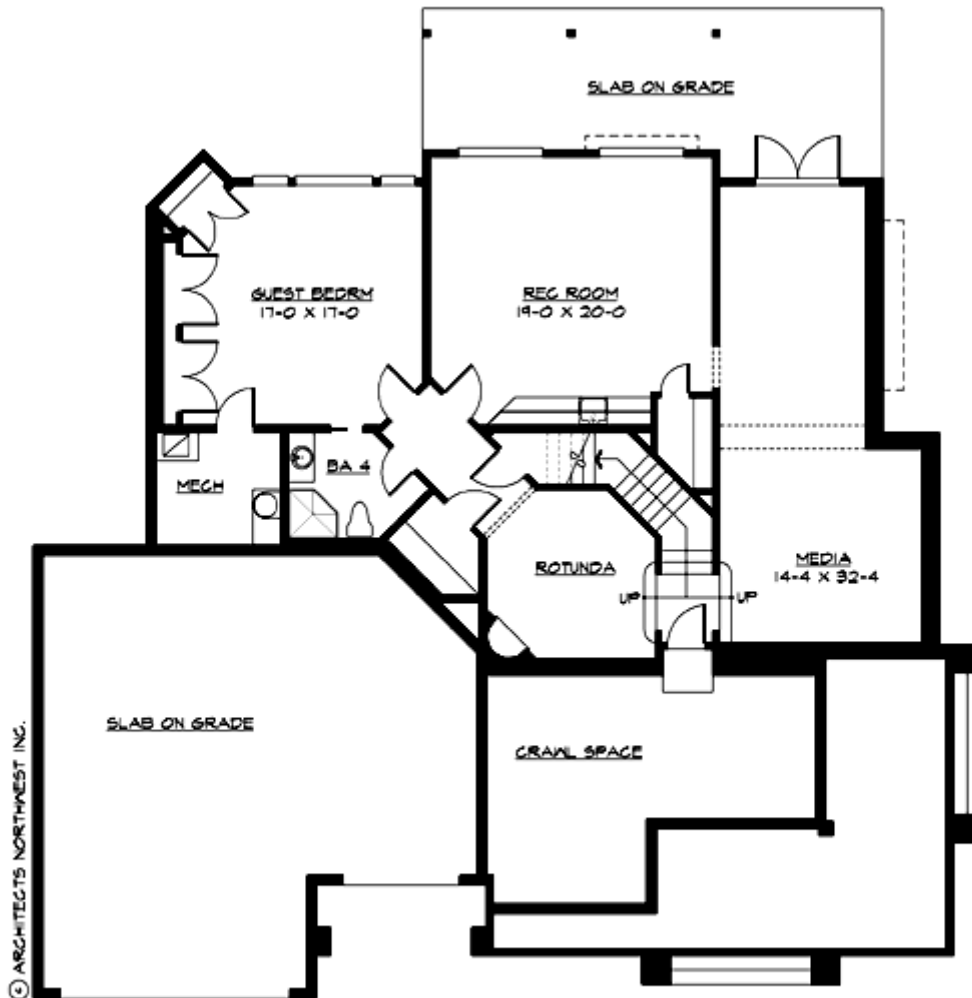 SLAB ON GRADE
GUEST BEDRM
17-0 X 17-0
REC ROOM
19-0 X 20-0
BA 4
MECH
ROTUNDA
MEDIA
14-4 X 32-4
UP
UP
SLAB ON GRADE
CRAWL SPACE
© ARCHITECTS NORTHWEST INC.